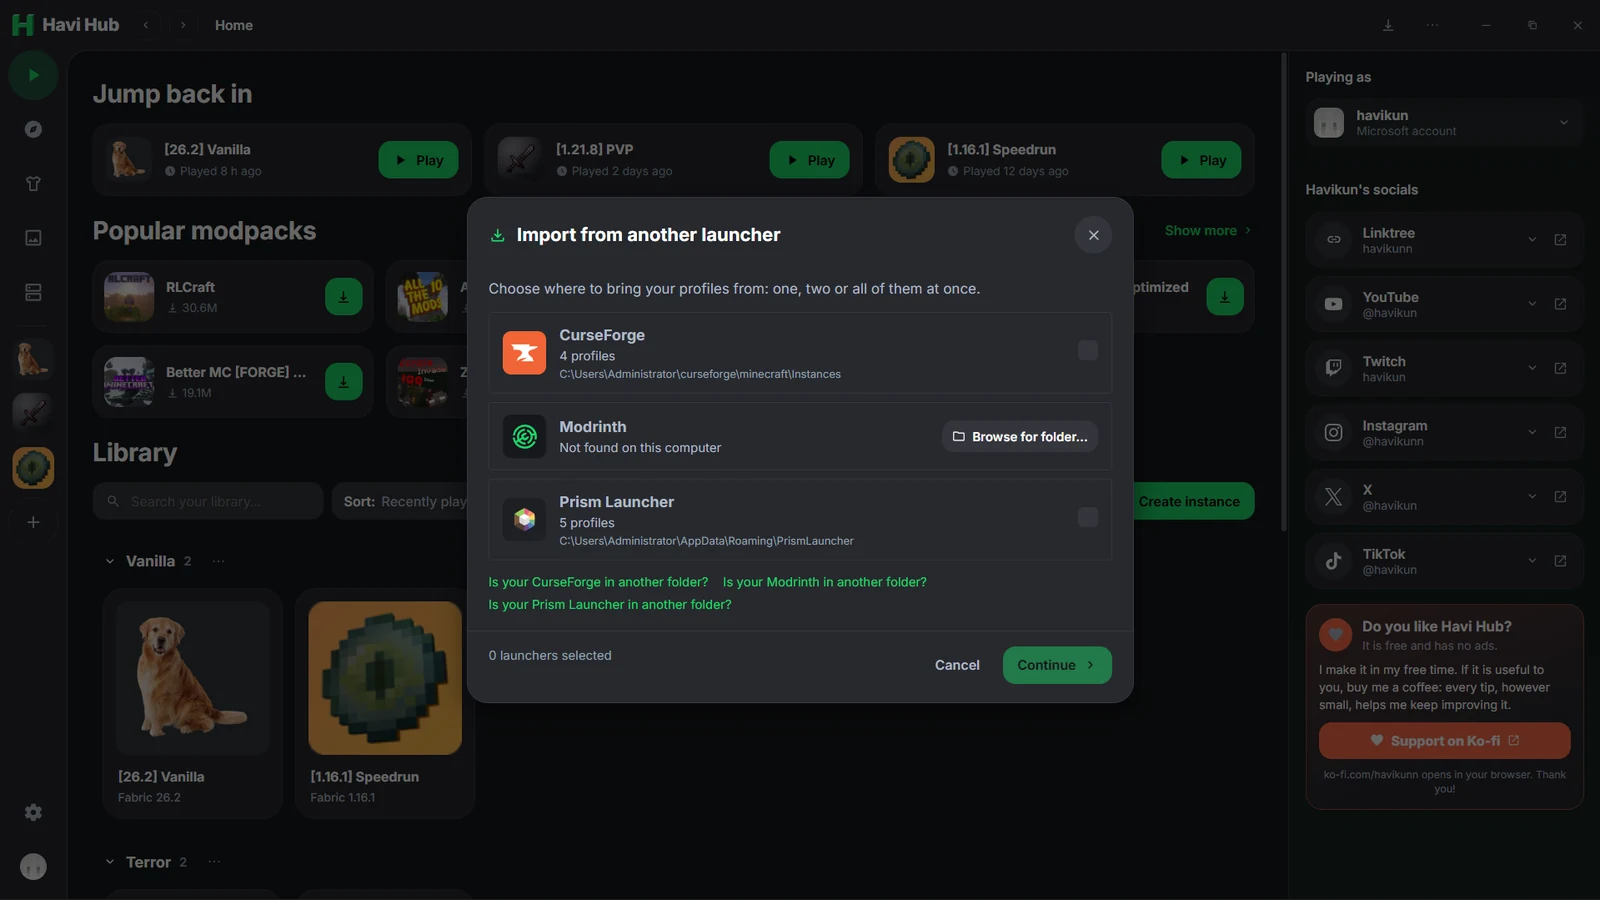 Havi Hub
Home
Jump back in
[26.2] Vanilla
Played 8 h ago
Play
[1.21.8] PVP
Played 2 days ago
Play
[1.16.1] Speedrun
Played 12 days ago
Play
Popular modpacks
Show more
RLCraft
30.6M
ptimized
Better MC [FORGE] ...
19.1M
Library
Search your library...
Sort: Recently play
Create instance
Vanilla 2
[26.2] Vanilla
Fabric 26.2
[1.16.1] Speedrun
Fabric 1.16.1
Terror 2
Import from another launcher
Choose where to bring your profiles from: one, two or all of them at once.
CurseForge
4 profiles
C:\Users\Administrator\curseforge\minecraft\Instances
Modrinth
Not found on this computer
Browse for folder...
Prism Launcher
5 profiles
C:\Users\Administrator\AppData\Roaming\PrismLauncher
Is your CurseForge in another folder? Is your Modrinth in another folder?
Is your Prism Launcher in another folder?
0 launchers selected
Cancel
Continue
Playing as
havikun
Microsoft account
Havikun's socials
Linktree
havikunn
YouTube
@havikun
Twitch
havikun
Instagram
@havikunn
X
@havikunn
TikTok
@havikunn
Do you like Havi Hub?
It is free and has no ads.
I make it in my free time. If it is useful to
you, buy me a coffee: every tip, however
small, helps me keep improving it.
Support on Ko-fi
ko-fi.com/havikunn opens in your browser. Thank
you!